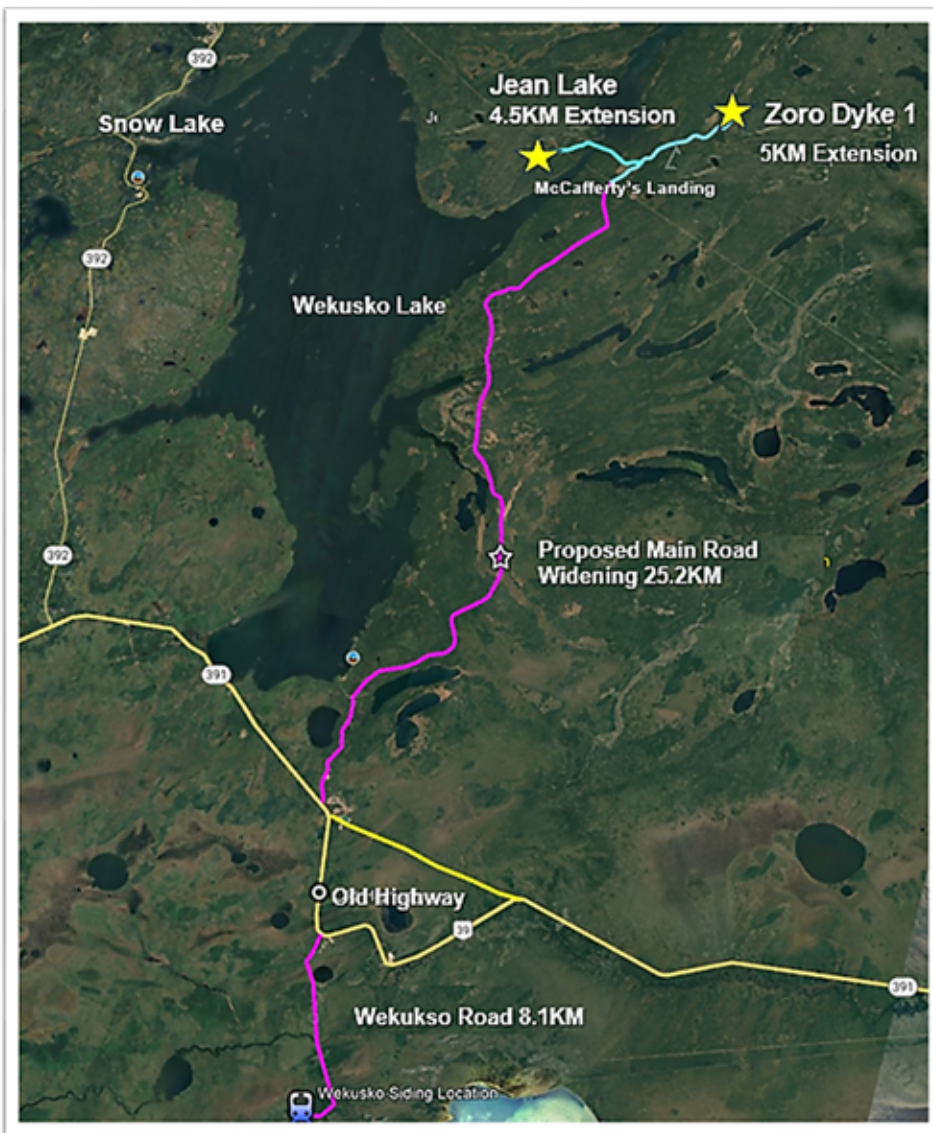 392
Snow Lake
Jean Lake
4.5KM Extension
Zoro Dyke 1
5KM Extension
McCafferty's Landing
392
Wekusko Lake
392
Proposed Main Road
Widening 25.2KM
391
Old Highway
39
391
Wekukso Road 8.1KM
Wekusko Siding Location